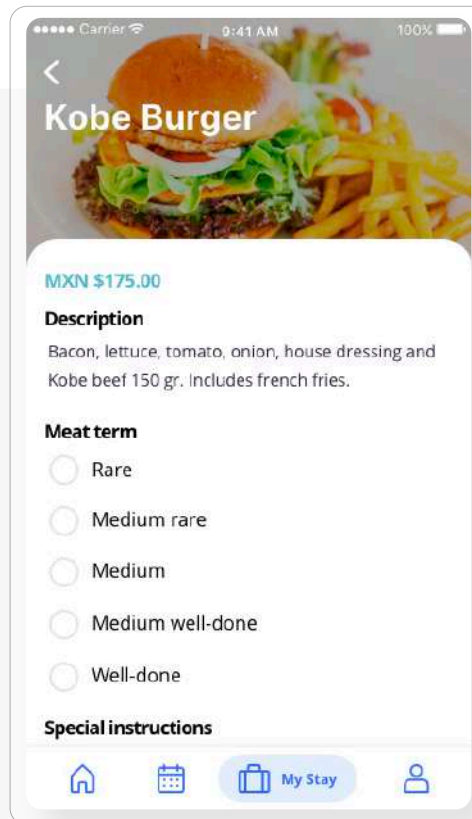 Carrier 9:41 AM 100%
Kobe Burger
MXN $175.00
Description
Bacon, lettuce, tomato, onion, house dressing and
Kobe beef 150 gr. Includes french fries.
Meat term
Rare
Medium rare
Medium
Medium well-done
Well-done
Special instructions
My Stay